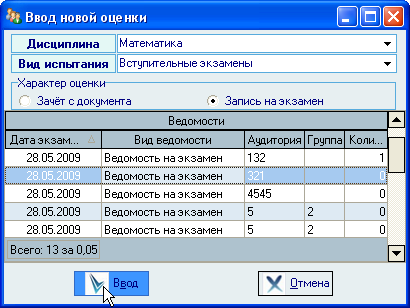 Ввод новой оценки
Дисциплина Математика
Вид испытания Вступительные экзамены
Характер оценки
Зачёт с документа Запись на экзамен
Ведомости
Дата экзам... Вид ведомости Аудитория Группа Коли...
28.05.2009 Ведомость на экзамен 132 1
28.05.2009 Ведомость на экзамен 321 0
28.05.2009 Ведомость на экзамен 4545 0
28.05.2009 Ведомость на экзамен 5 2 0
28.05.2009 Ведомость на экзамен 5 2 0
Всего: 13 за 0,05
Ввод Отмена